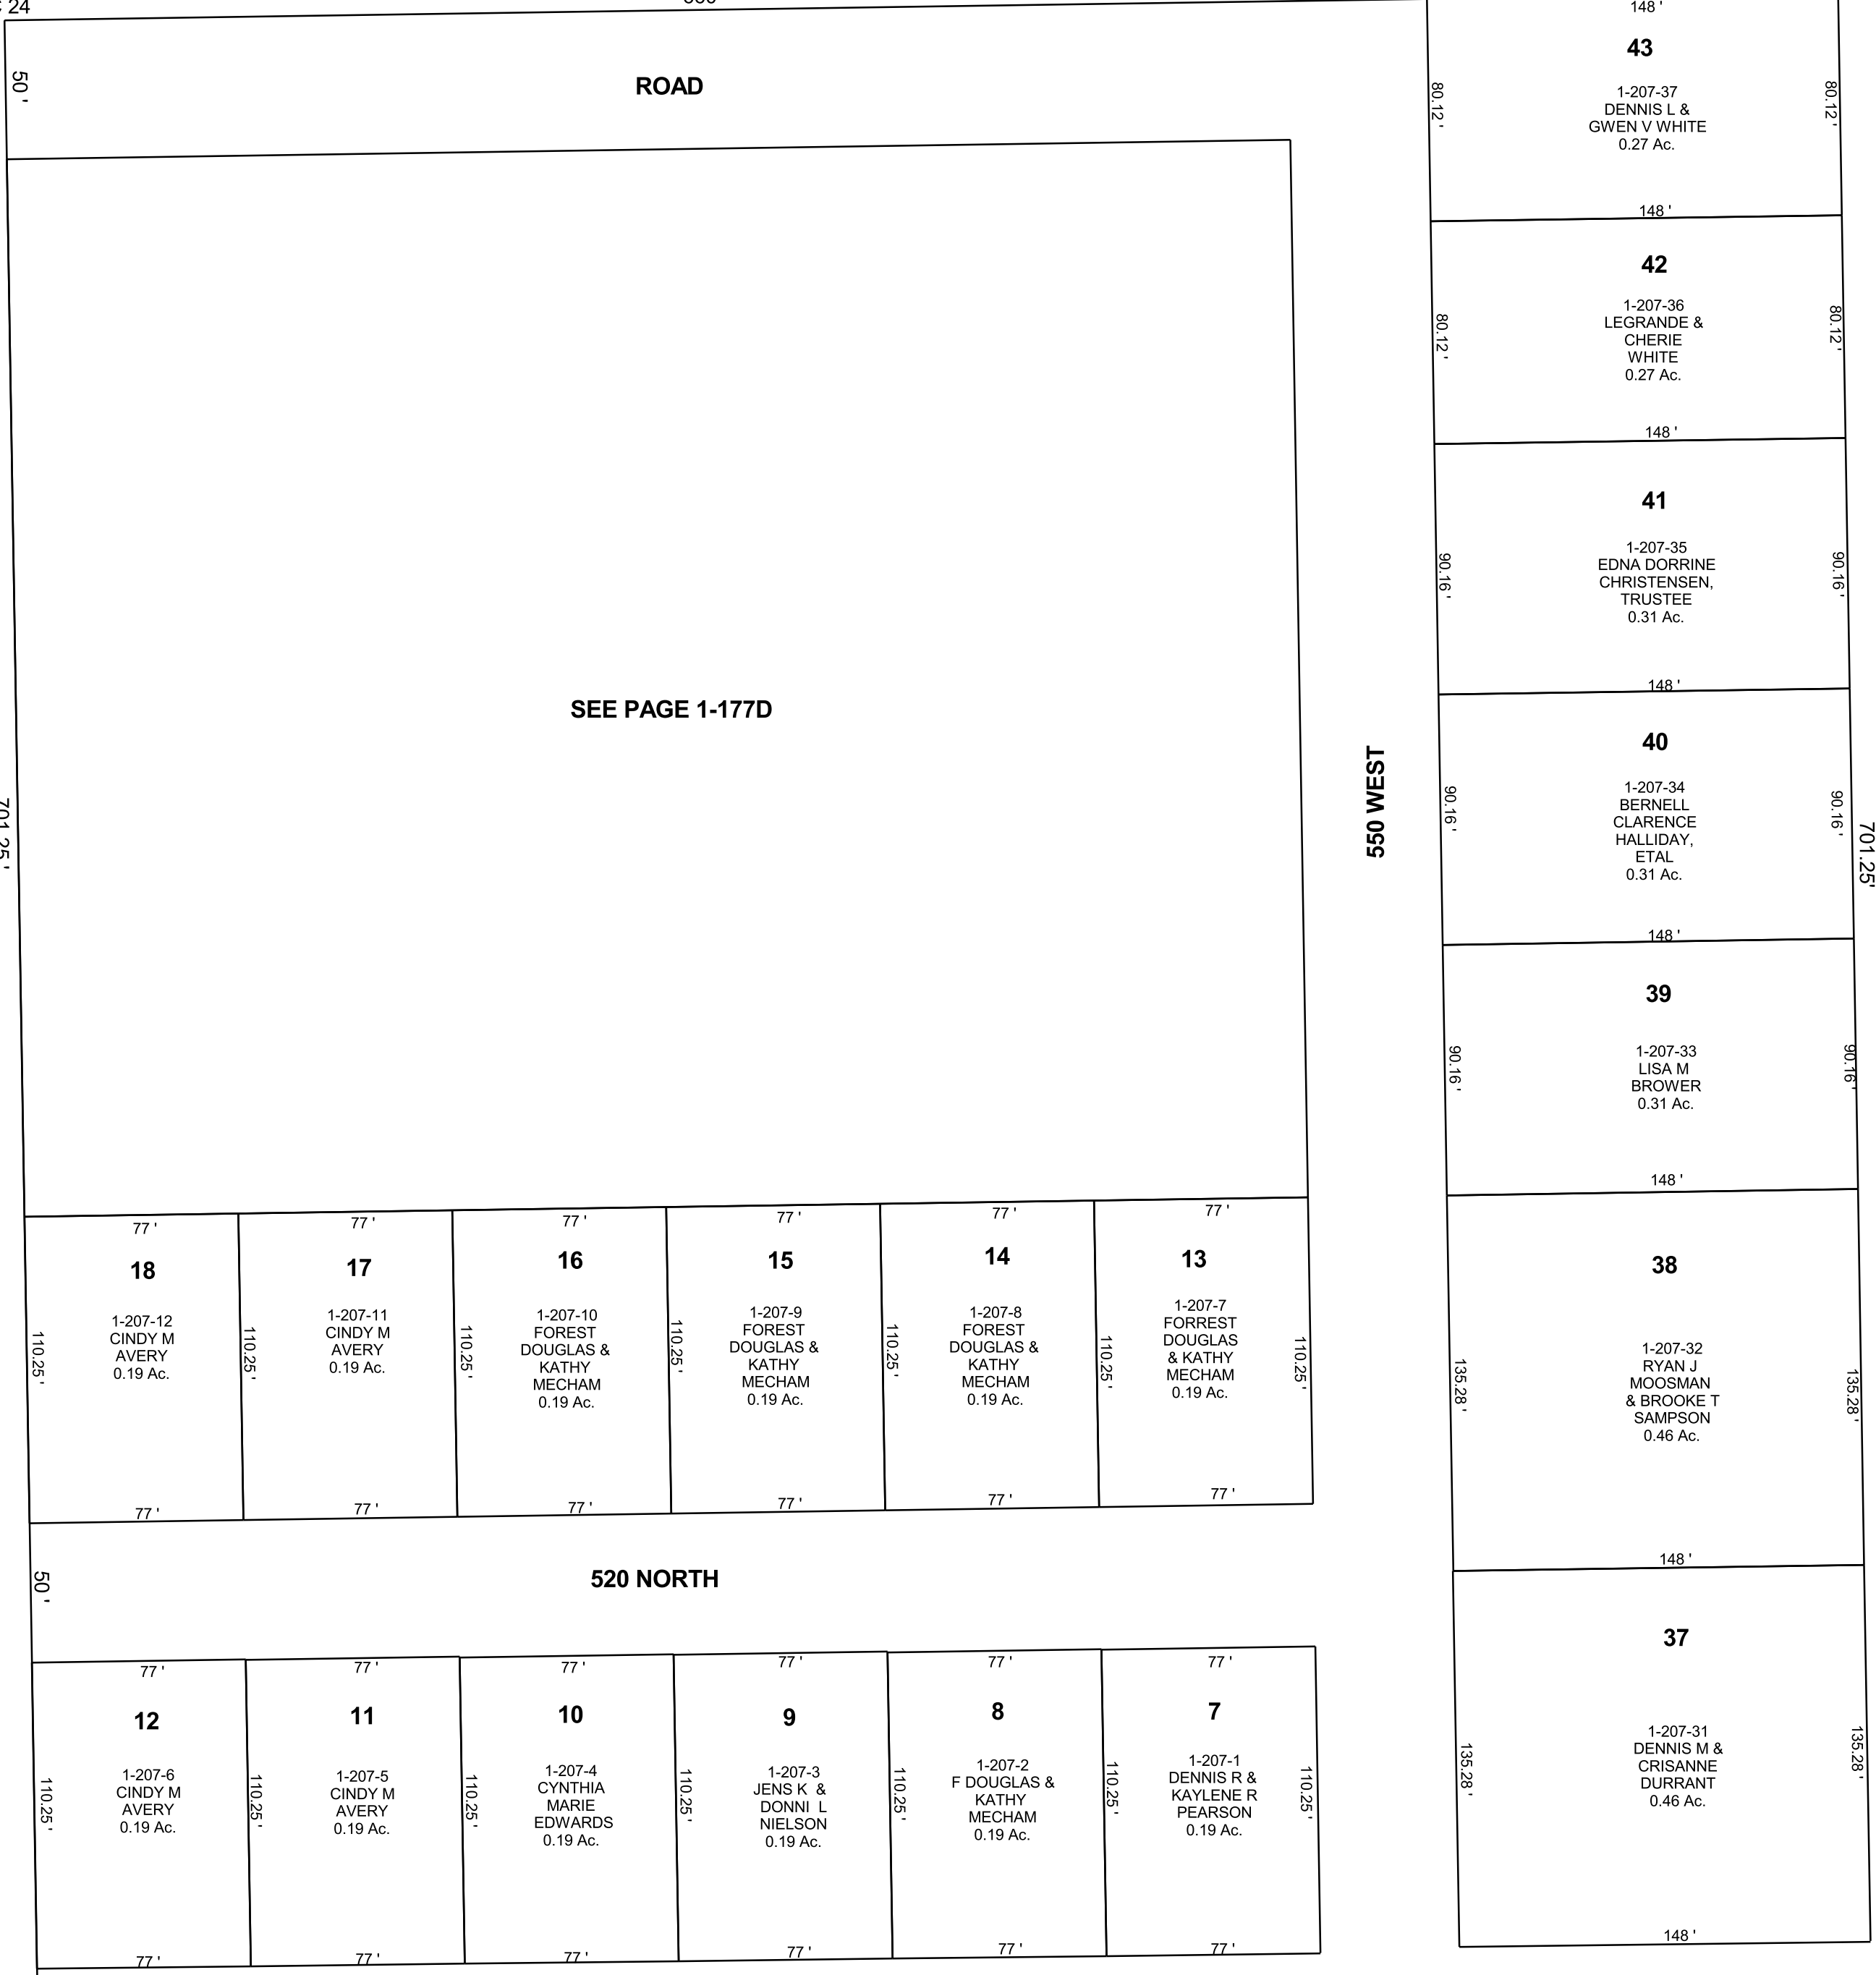 24
148 '
50 '
ROAD
43
1-207-37
DENNIS L &
GWEN V WHITE
0.27 Ac.
80.12 '
80.12 '
148 '
42
1-207-36
LEGRANDE &
CHERIE
WHITE
0.27 Ac.
80.12 '
80.12 '
148 '
41
1-207-35
EDNA DORRINE
CHRISTENSEN,
TRUSTEE
0.31 Ac.
90.16 '
90.16 '
148 '
SEE PAGE 1-177D
550 WEST
701.25 '
40
1-207-34
BERNELL
CLARENCE
HALLIDAY,
ETAL
0.31 Ac.
90.16 '
90.16 '
701.25'
148 '
39
1-207-33
LISA M
BROWER
0.31 Ac.
90.16 '
90.16 '
148 '
77 '
77 '
77 '
77 '
77 '
77 '
18
1-207-12
CINDY M
AVERY
0.19 Ac.
17
1-207-11
CINDY M
AVERY
0.19 Ac.
16
1-207-10
FOREST
DOUGLAS &
KATHY
MECHAM
0.19 Ac.
15
1-207-9
FOREST
DOUGLAS &
KATHY
MECHAM
0.19 Ac.
14
1-207-8
FOREST
DOUGLAS &
KATHY
MECHAM
0.19 Ac.
13
1-207-7
FORREST
DOUGLAS
& KATHY
MECHAM
0.19 Ac.
110.25 '
110.25 '
110.25 '
110.25 '
110.25 '
110.25 '
110.25 '
77 '
77 '
77 '
77 '
77 '
77 '
38
1-207-32
RYAN J
MOOSMAN
& BROOKE T
SAMPSON
0.46 Ac.
135.28 '
135.28 '
148 '
50 '
520 NORTH
77 '
77 '
77 '
77 '
77 '
77 '
12
1-207-6
CINDY M
AVERY
0.19 Ac.
11
1-207-5
CINDY M
AVERY
0.19 Ac.
10
1-207-4
CYNTHIA
MARIE
EDWARDS
0.19 Ac.
9
1-207-3
JENS K &
DONNI L
NIELSON
0.19 Ac.
8
1-207-2
F DOUGLAS &
KATHY
MECHAM
0.19 Ac.
7
1-207-1
DENNIS R &
KAYLENE R
PEARSON
0.19 Ac.
110.25 '
110.25 '
110.25 '
110.25 '
110.25 '
110.25 '
110.25 '
77 '
77 '
77 '
77 '
77 '
77 '
37
1-207-31
DENNIS M &
CRISANNE
DURRANT
0.46 Ac.
135.28 '
135.28 '
148 '